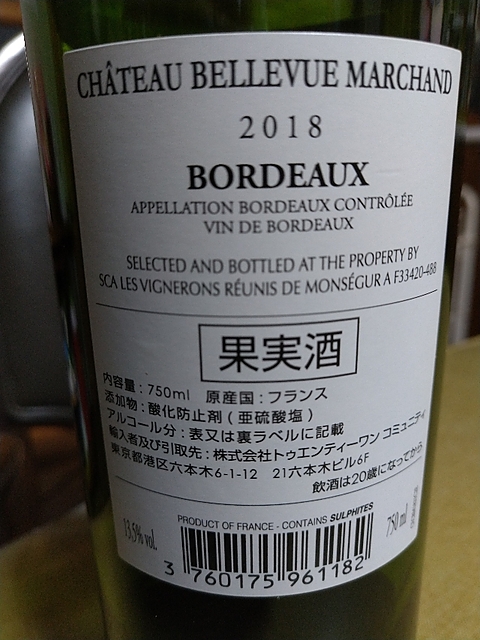 CHÂTEAU BELLEVUE MARCHAND
2018
BORDEAUX
APPELLATION BORDEAUX CONTRÔLÉE
VIN DE BORDEAUX
SELECTED AND BOTTLED AT THE PROPERTY BY
SCA LES VIGNERONS RÉUNIS DE MONSÉGUR A F33420-488
果実酒
内容量：750ml 原産国：フランス
添加物：酸化防止剤（亜硫酸塩）
アルコール分：表又は裏ラベルに記載
輸入者及び引取先：株式会社トゥエンティーワン コミュニティ
東京都港区六本木6-1-12 21六本木ビル6F
飲酒は20歳になってから
PRODUCT OF FRANCE - CONTAINS SULPHITES
13.5% vol.
750 ml
3 760175 961182